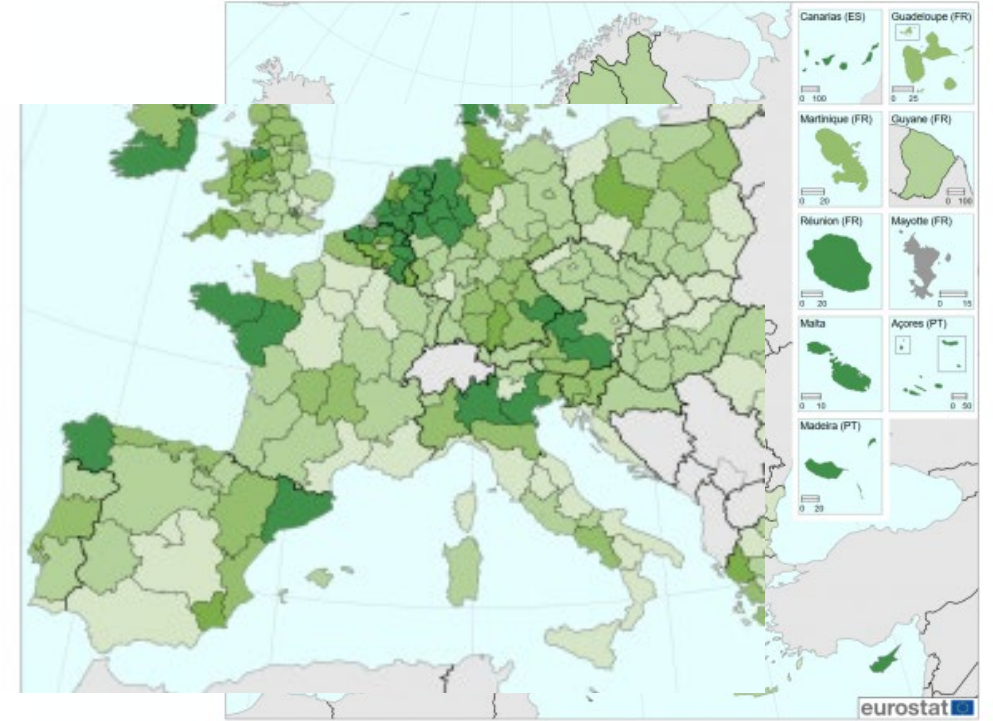 Canarias (ES)
0 100
Guadeloupe (FR)
0 25
Martinique (FR)
0 20
Guyane (FR)
0 100
Réunion (FR)
0 20
Mayotte (FR)
0 15
Malta
0 10
Açores (PT)
0 50
Madeira (PT)
0 20
eurostat